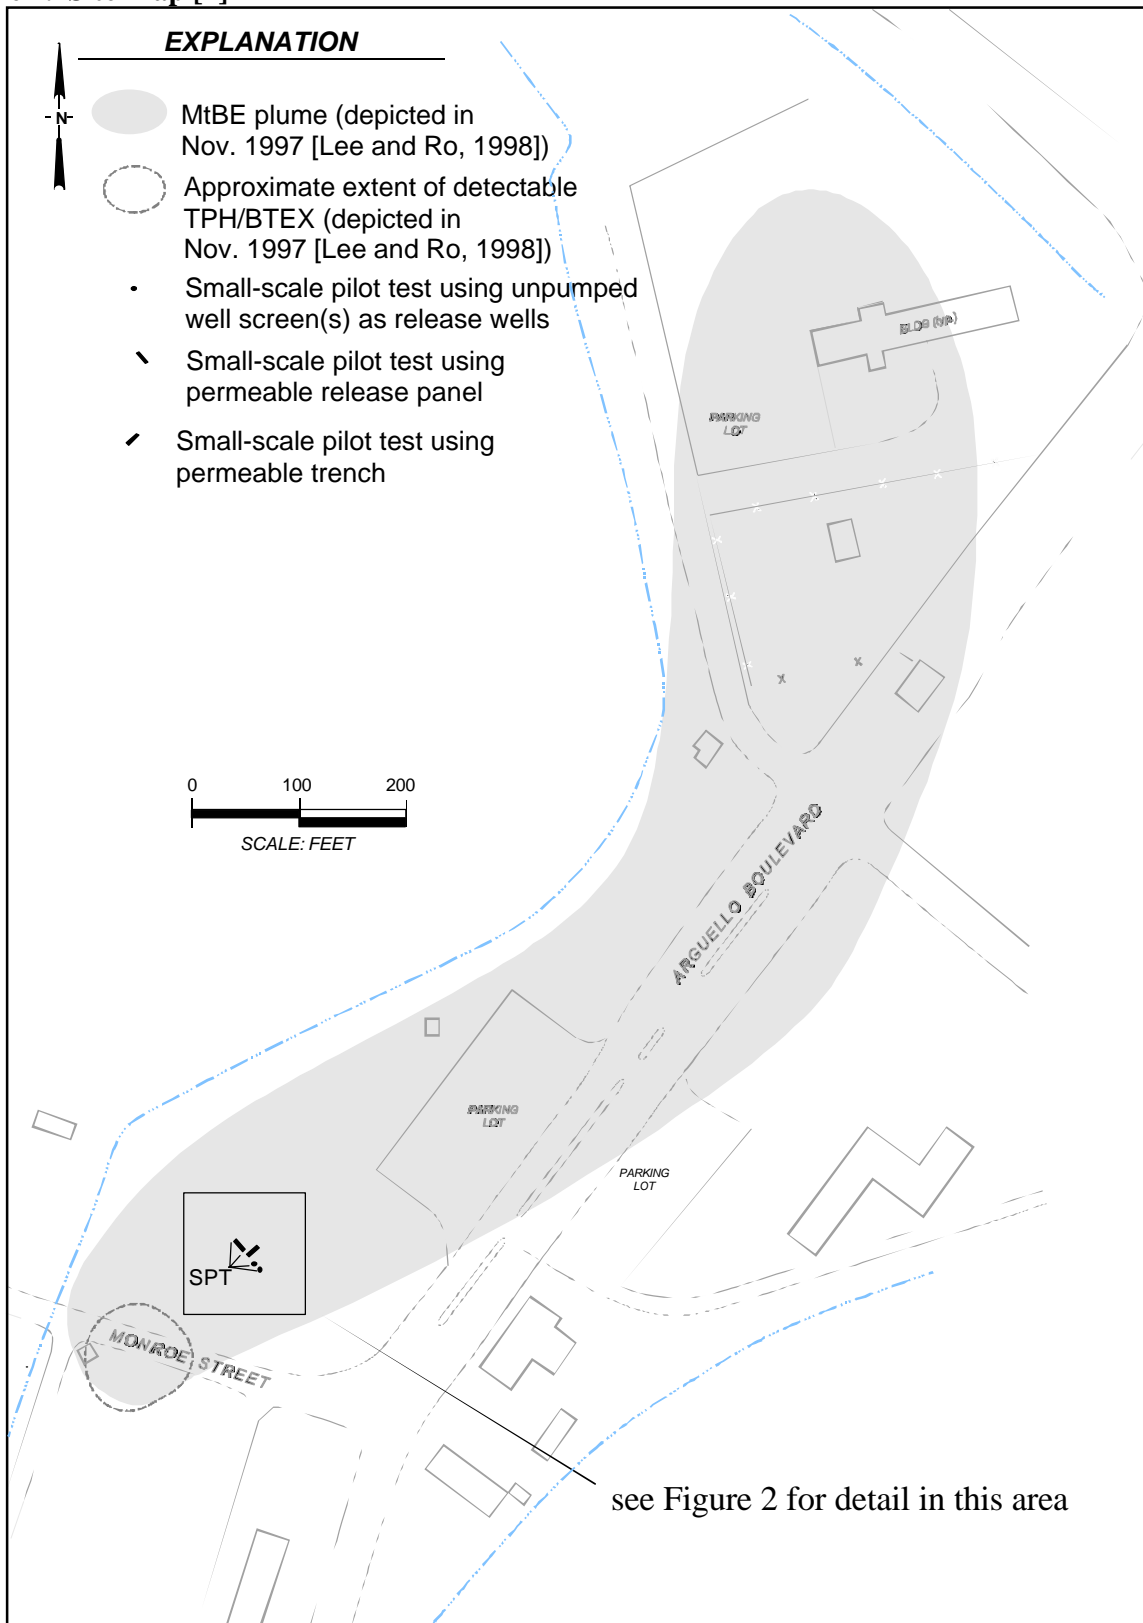 EXPLANATION
N
MtBE plume (depicted in
Nov. 1997 [Lee and Ro, 1998])
Approximate extent of detectable
TPH/BTEX (depicted in
Nov. 1997 [Lee and Ro, 1998])
Small-scale pilot test using unpumped
well screen(s) as release wells
Small-scale pilot test using
permeable release panel
Small-scale pilot test using
permeable trench
BLDG (typ)
PARKING
LOT
0 100 200
SCALE: FEET
ARGUELLO BOULEVARD
PARKING
LOT
PARKING
LOT
SPT
MONROE STREET
see Figure 2 for detail in this area